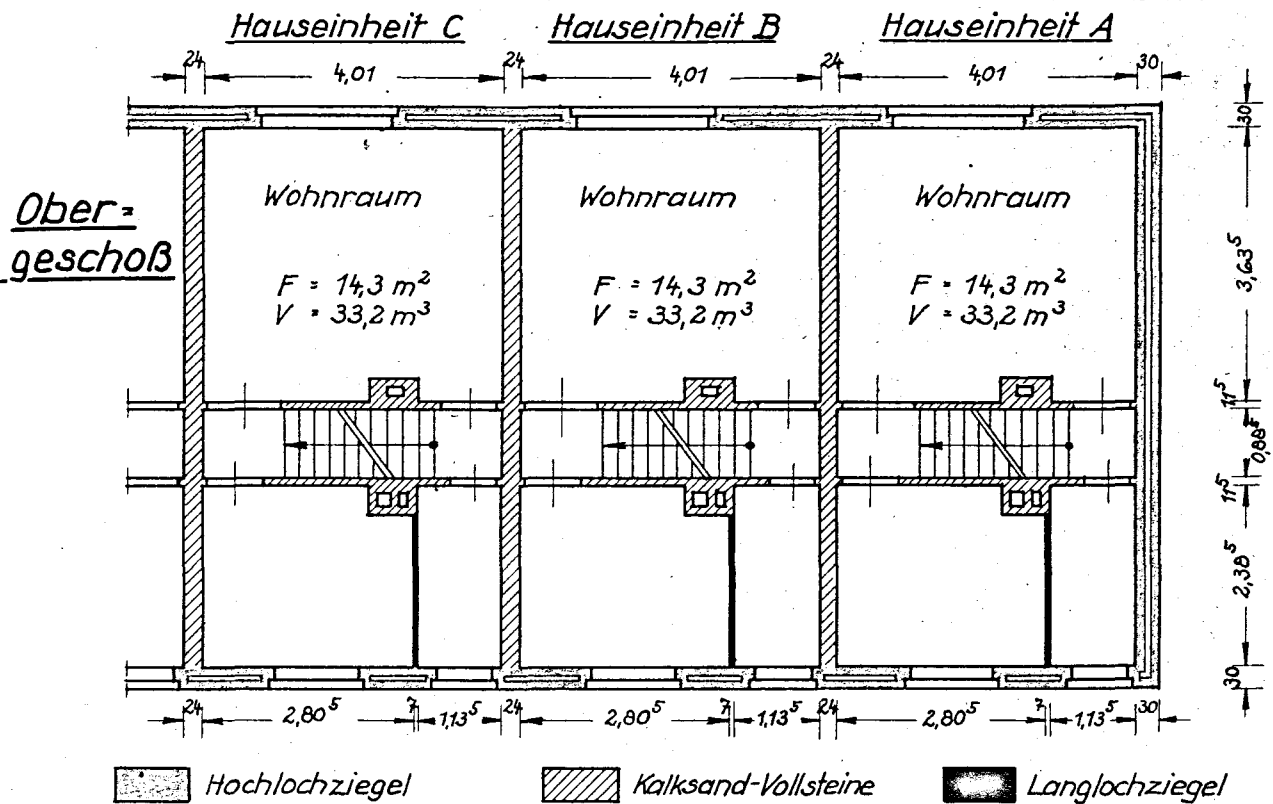 Hauseinheit C Hauseinheit B Hauseinheit A
24 4,01 24 4,01 24 4,01 30
30
Ober=
geschoß
Wohnraum Wohnraum Wohnraum
F = 14,3 m² F = 14,3 m² F = 14,3 m²
V = 33,2 m³ V = 33,2 m³ V = 33,2 m³
3,63⁵
11⁵
0,88⁵
11⁵
2,38⁵
30
24 2,80⁵ 7 1,13⁵ 24 2,80⁵ 7 1,13⁵ 24 2,80⁵ 7 1,13⁵ 30
Hochlochziegel Kalksand-Vollsteine Langlochziegel